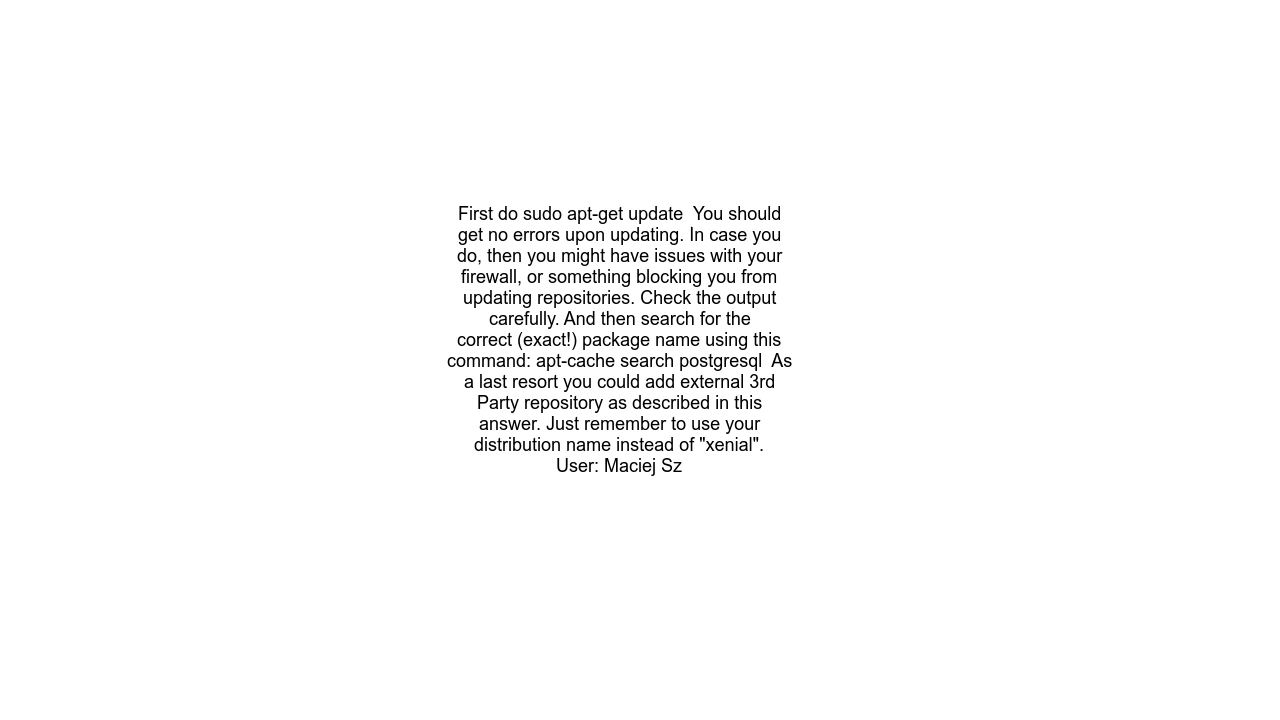 First do sudo apt-get update  You should
get no errors upon updating. In case you
do, then you might have issues with your
firewall, or something blocking you from
updating repositories. Check the output
carefully. And then search for the
correct (exact!) package name using this
command: apt-cache search postgresql  As
a last resort you could add external 3rd
Party repository as described in this
answer. Just remember to use your
distribution name instead of "xenial".
User: Maciej Sz